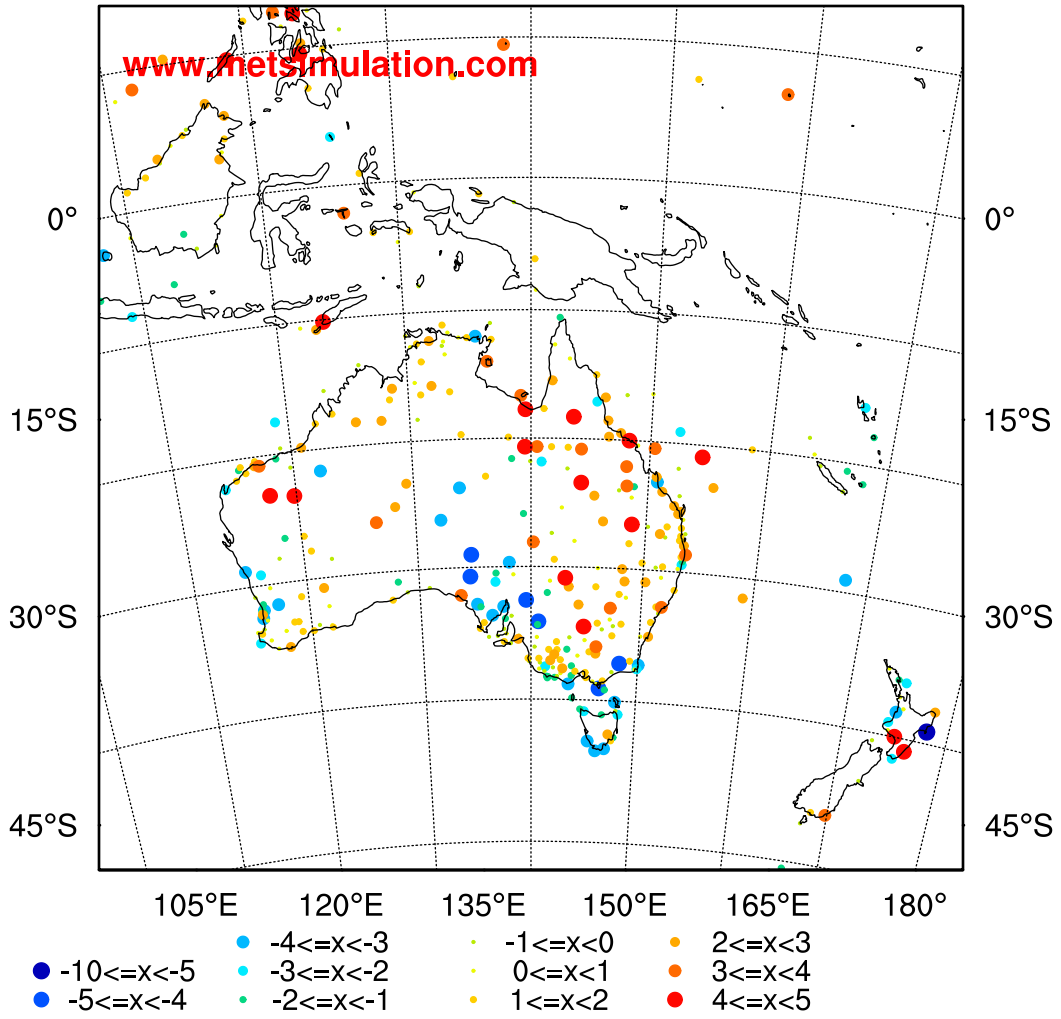 www.metsimulation.com
0° 0°
15°S 15°S
30°S 30°S
45°S 45°S
105°E 120°E 135°E 150°E 165°E 180°
-4<=x<-3 -1<=x<0 2<=x<3
-10<=x<-5 -3<=x<-2 0<=x<1 3<=x<4
-5<=x<-4 -2<=x<-1 1<=x<2 4<=x<5